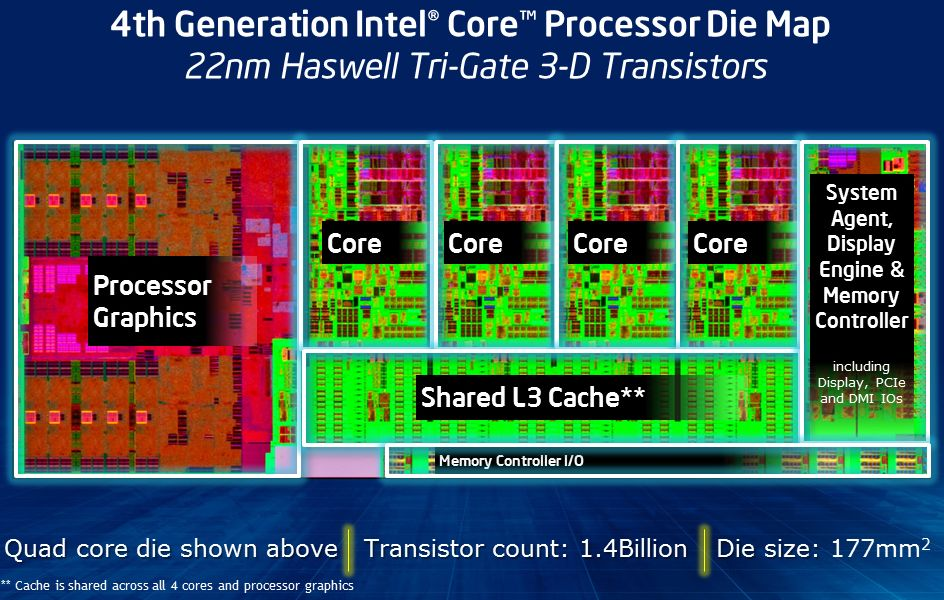 4th Generation Intel® Core™ Processor Die Map
22nm Haswell Tri-Gate 3-D Transistors
Processor
Graphics
Core
Core
Core
Core
System
Agent,
Display
Engine &
Memory
Controller
including
Display, PCIe
and DMI IOs
Shared L3 Cache**
Memory Controller I/O
Quad core die shown above
Transistor count: 1.4Billion
Die size: 177mm²
** Cache is shared across all 4 cores and processor graphics